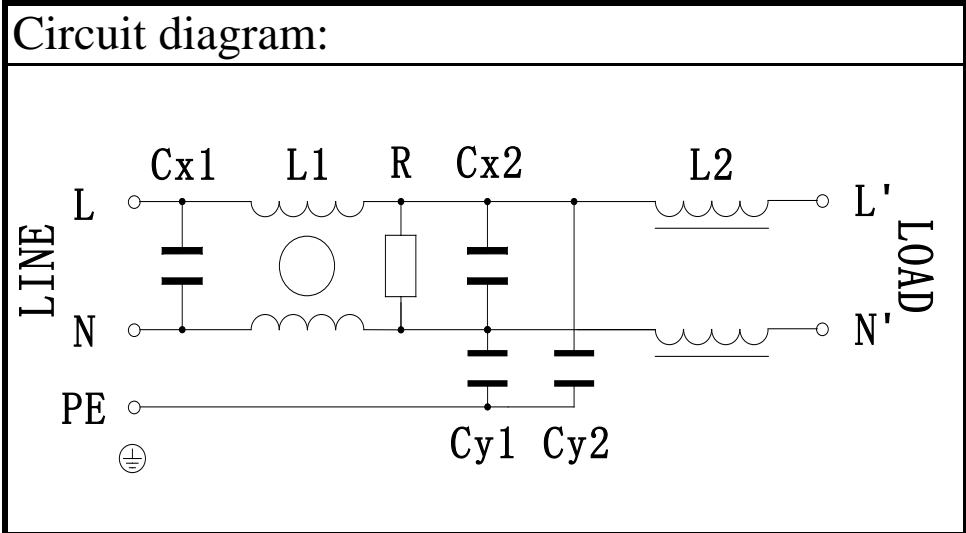 Circuit diagram:
Cx1 L1 R Cx2 L2
L L'
LINE
LOAD
N N'
PE
Cy1 Cy2